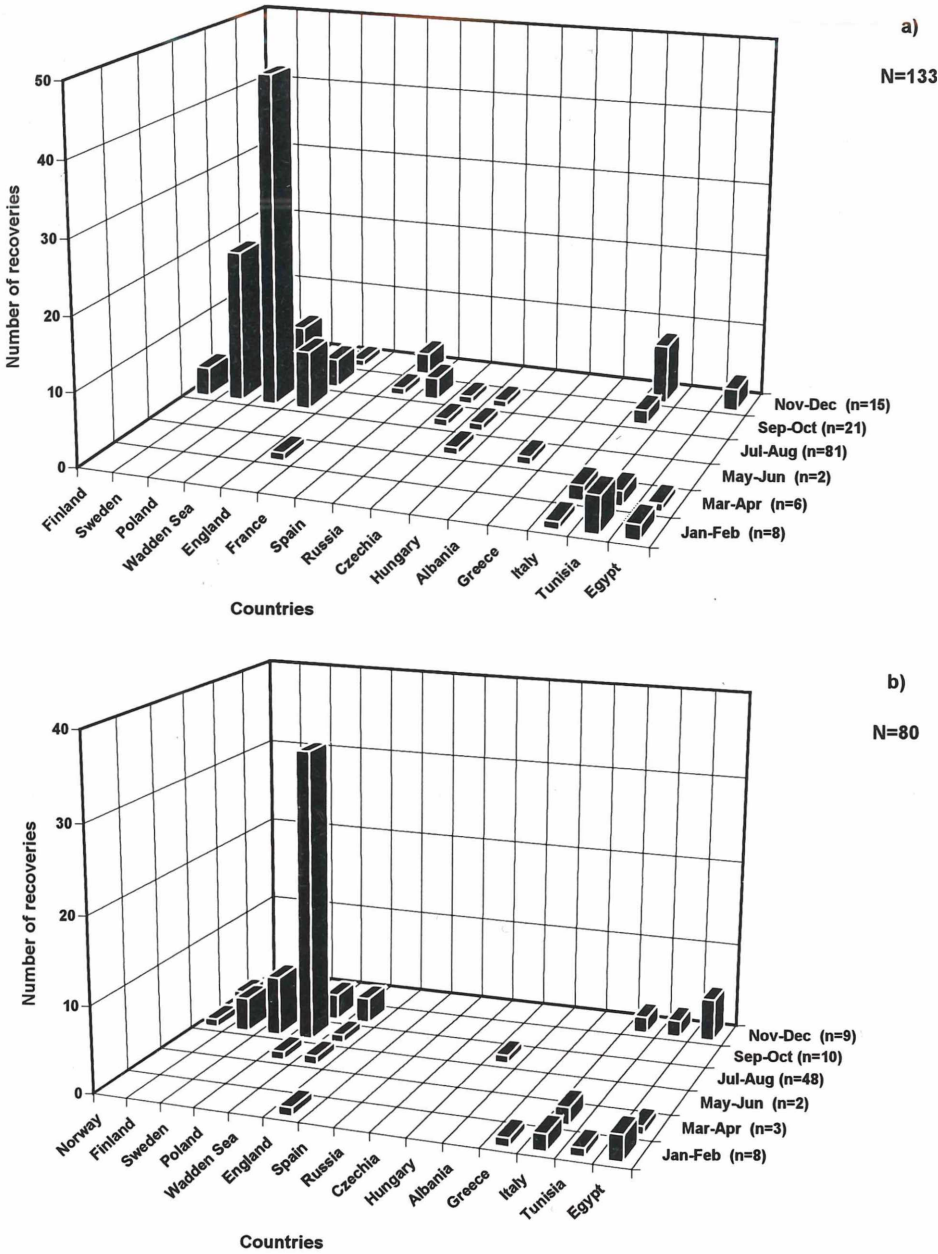 a)
N=133
50
40
30
20
10
0
Number of recoveries
Finland
Sweden
Poland
Wadden Sea
England
France
Spain
Russia
Czechia
Hungary
Albania
Greece
Italy
Tunisia
Egypt
Nov-Dec (n=15)
Sep-Oct (n=21)
Jul-Aug (n=81)
May-Jun (n=2)
Mar-Apr (n=6)
Jan-Feb (n=8)
Countries
b)
N=80
40
30
20
10
0
Number of recoveries
Norway
Finland
Sweden
Poland
Wadden Sea
England
Spain
Russia
Czechia
Hungary
Albania
Greece
Italy
Tunisia
Egypt
Nov-Dec (n=9)
Sep-Oct (n=10)
Jul-Aug (n=48)
May-Jun (n=2)
Mar-Apr (n=3)
Jan-Feb (n=8)
Countries